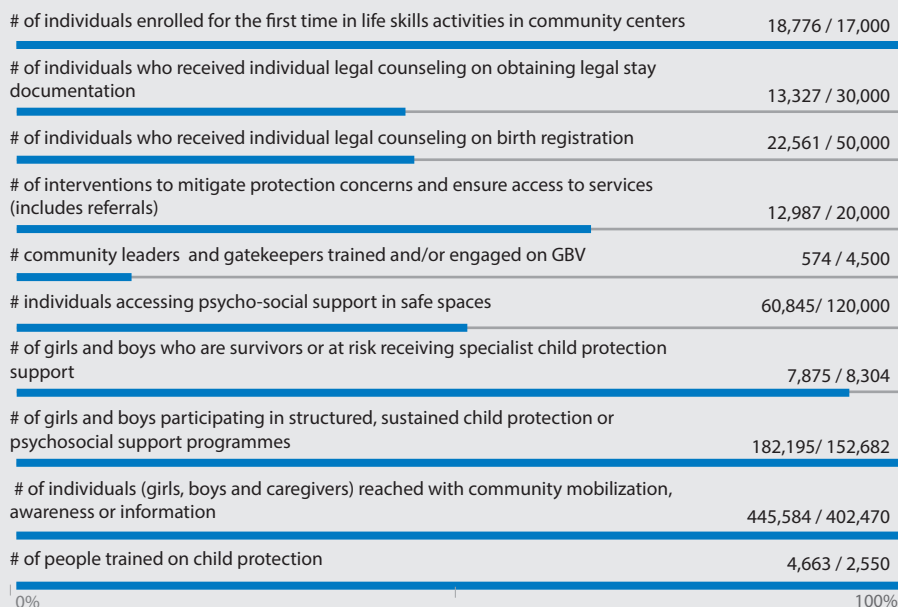 # of individuals enrolled for the first time in life skills activities in community centers 18,776 / 17,000
# of individuals who received individual legal counseling on obtaining legal stay
documentation 13,327 / 30,000
# of individuals who received individual legal counseling on birth registration 22,561 / 50,000
# of interventions to mitigate protection concerns and ensure access to services
(includes referrals) 12,987 / 20,000
# community leaders and gatekeepers trained and/or engaged on GBV 574 / 4,500
# individuals accessing psycho-social support in safe spaces 60,845/ 120,000
# of girls and boys who are survivors or at risk receiving specialist child protection
support 7,875 / 8,304
# of girls and boys participating in structured, sustained child protection or
psychosocial support programmes 182,195/ 152,682
# of individuals (girls, boys and caregivers) reached with community mobilization,
awareness or information 445,584 / 402,470
# of people trained on child protection 4,663 / 2,550
0% 100%